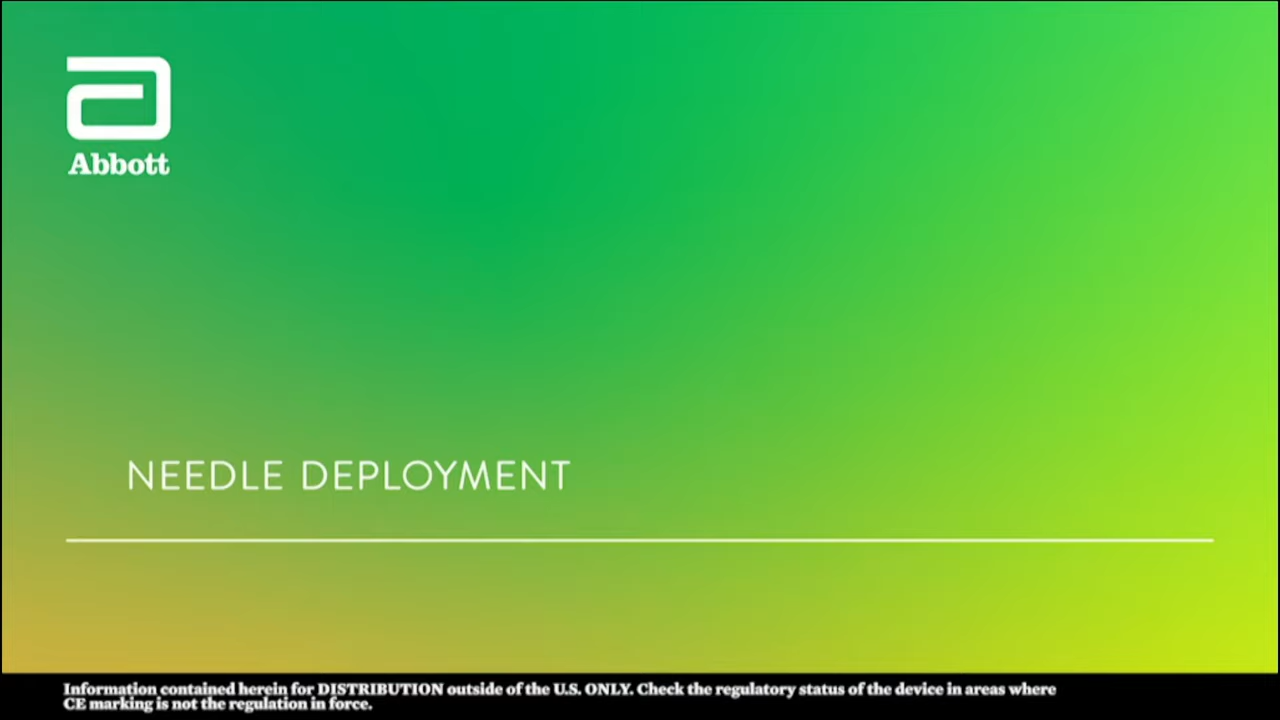 Abbott
NEEDLE DEPLOYMENT
Information contained herein for DISTRIBUTION outside of the U.S. ONLY. Check the regulatory status of the device in areas where
CE marking is not the regulation in force.